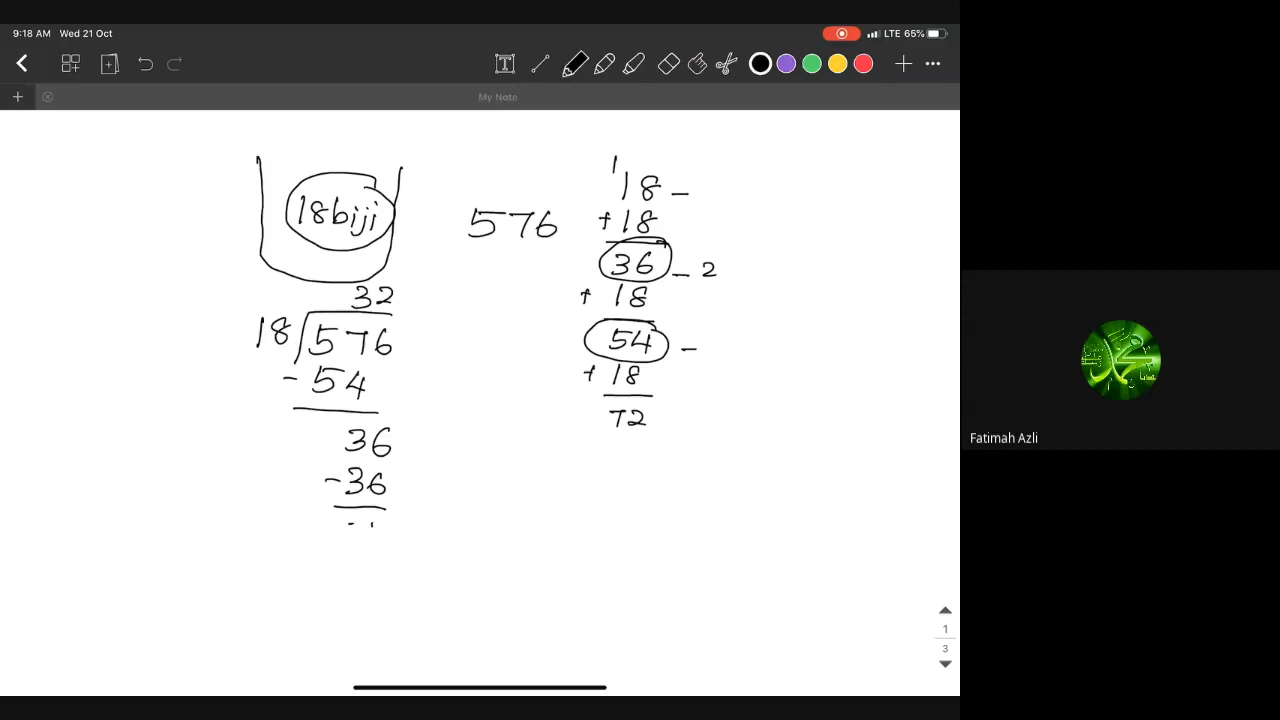 9:18 AM Wed 21 Oct
LTE 65%
My Note
18biji
576
32
18 576
- 54
36
- 36
1
18 -
+ 18
36 - 2
+ 18
54 -
+ 18
72
1
3
Fatimah Azli